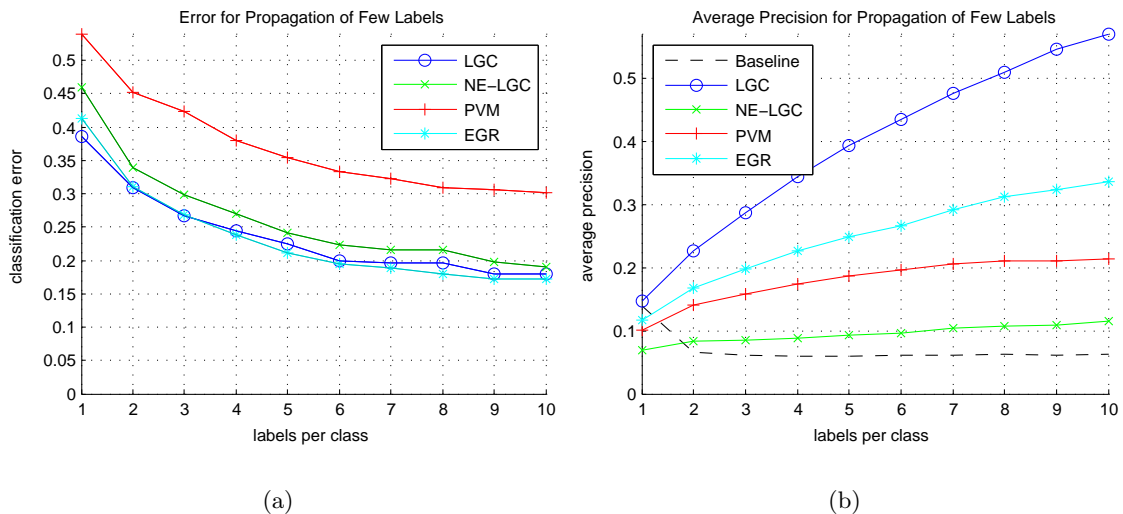 Error for Propagation of Few Labels
0.5
0.45
0.4
0.35
0.3
0.25
0.2
0.15
0.1
0.05
0
classification error
LGC
NE-LGC
PVM
EGR
1 2 3 4 5 6 7 8 9 10
labels per class
(a)
Average Precision for Propagation of Few Labels
0.5
0.4
0.3
0.2
0.1
0
average precision
Baseline
LGC
NE-LGC
PVM
EGR
1 2 3 4 5 6 7 8 9 10
labels per class
(b)